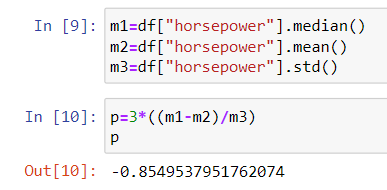 In [9]: m1=df["horsepower"].median()
m2=df["horsepower"].mean()
m3=df["horsepower"].std()
In [10]: p=3*((m1-m2)/m3)
p
Out[10]: -0.8549537951762074